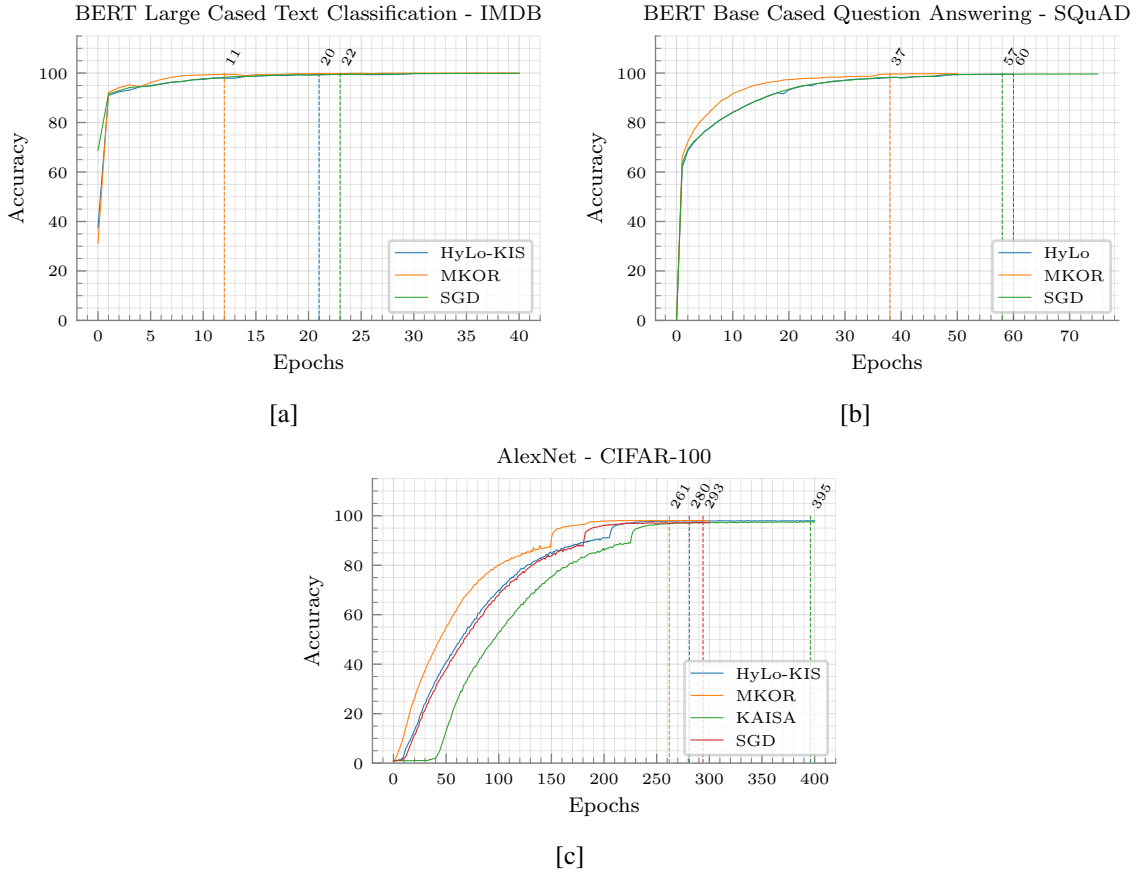 BERT Large Cased Text Classification - IMDB
11
20
22
100
80
60
40
20
0
Accuracy
HyLo-KIS
MKOR
SGD
0 5 10 15 20 25 30 35 40
Epochs
[a]
BERT Base Cased Question Answering - SQuAD
37
57
60
100
80
60
40
20
0
Accuracy
HyLo
MKOR
SGD
0 10 20 30 40 50 60 70
Epochs
[b]
AlexNet - CIFAR-100
261
280
293
395
100
80
60
40
20
0
Accuracy
HyLo-KIS
MKOR
KAISA
SGD
0 50 100 150 200 250 300 350 400
Epochs
[c]